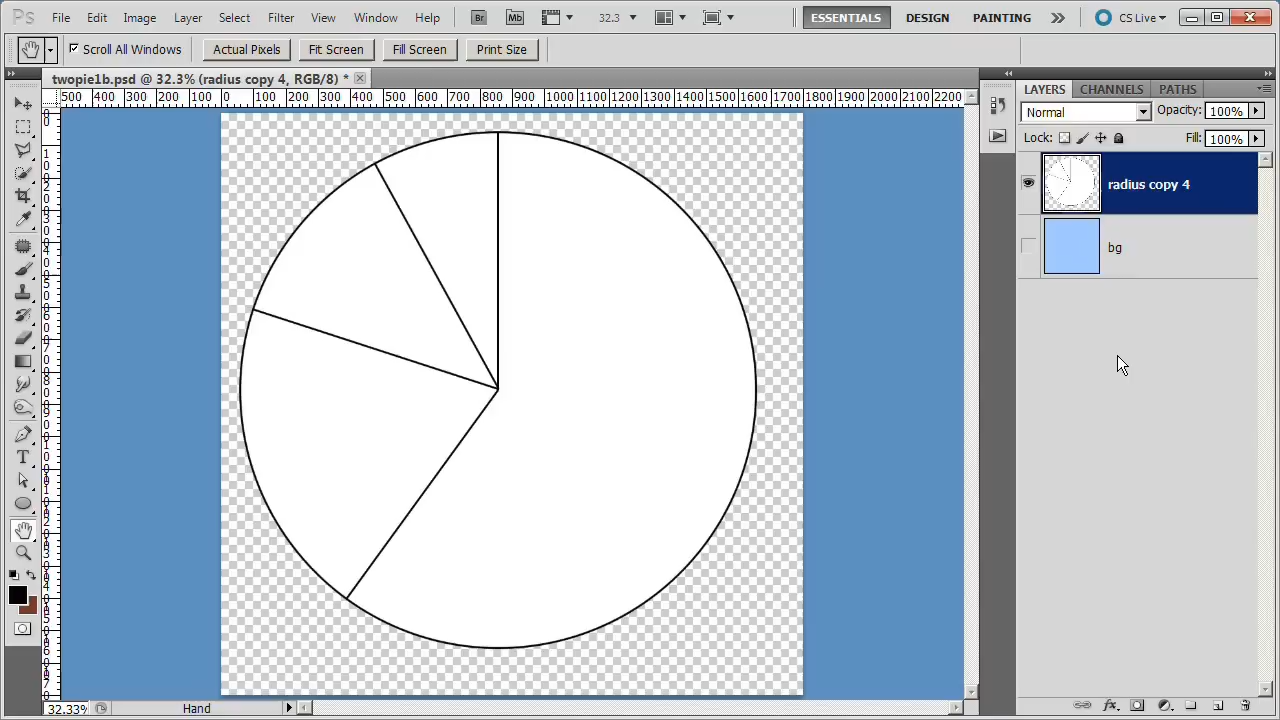 Ps File Edit Image Layer Select Filter View Window Help Br Mb 32.3 ESSENTIALS DESIGN PAINTING CS Live
Scroll All Windows Actual Pixels Fit Screen Fill Screen Print Size
twopie1b.psd @ 32.3% (radius copy 4, RGB/8) *
500 400 300 200 100 0 100 200 300 400 500 600 700 800 900 1000 1100 1200 1300 1400 1500 1600 1700 1800 1900 2000 2100 2200
LAYERS CHANNELS PATHS
Normal Opacity: 100%
Lock: Fill: 100%
radius copy 4
bg
32.33% Hand